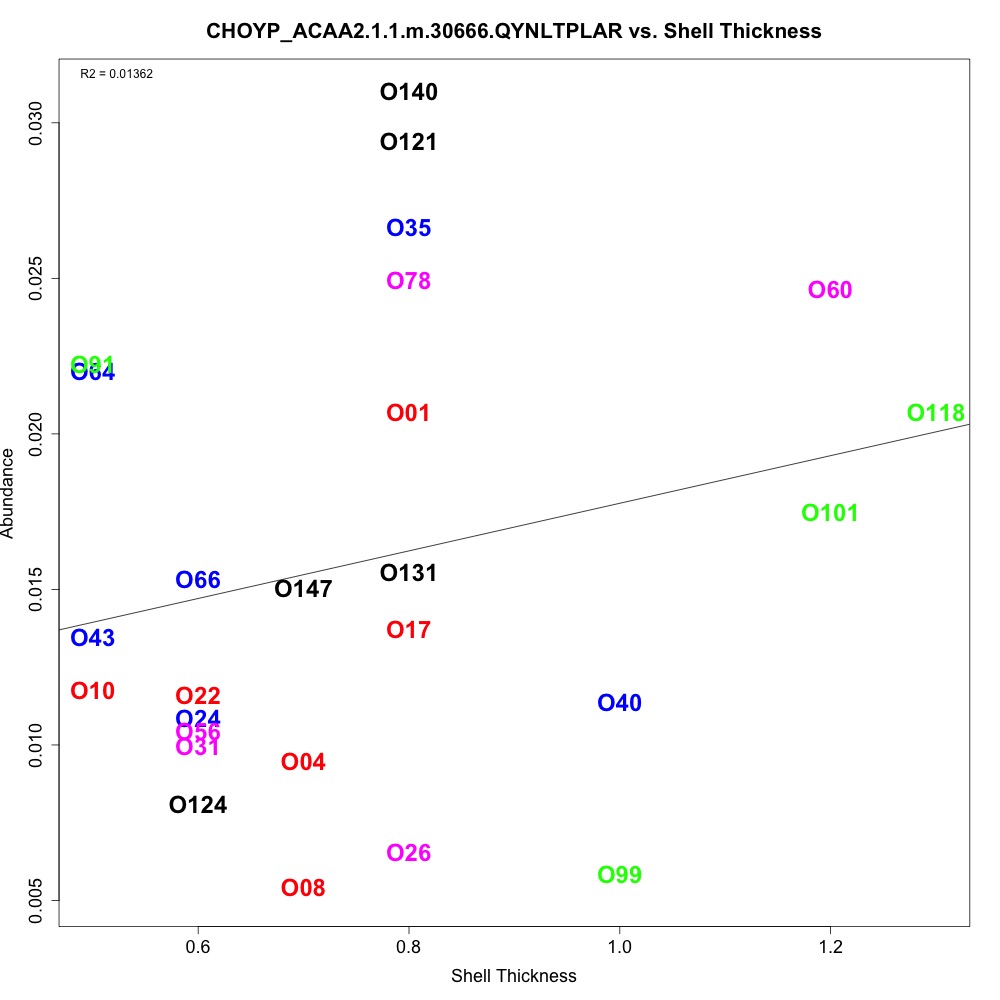 CHOYP_ACAA2.1.1.m.30666.QYNLTPLAR vs. Shell Thickness
R2 = 0.01362
O140
O121
O35
O78
O60
O91
O64
O01
O118
O101
O66
O147
O131
O17
O43
O10
O22
O24
O56
O31
O40
O04
O124
O26
O99
O08
0.030
0.025
0.020
0.015
0.010
0.005
Abundance
0.6 0.8 1.0 1.2
Shell Thickness